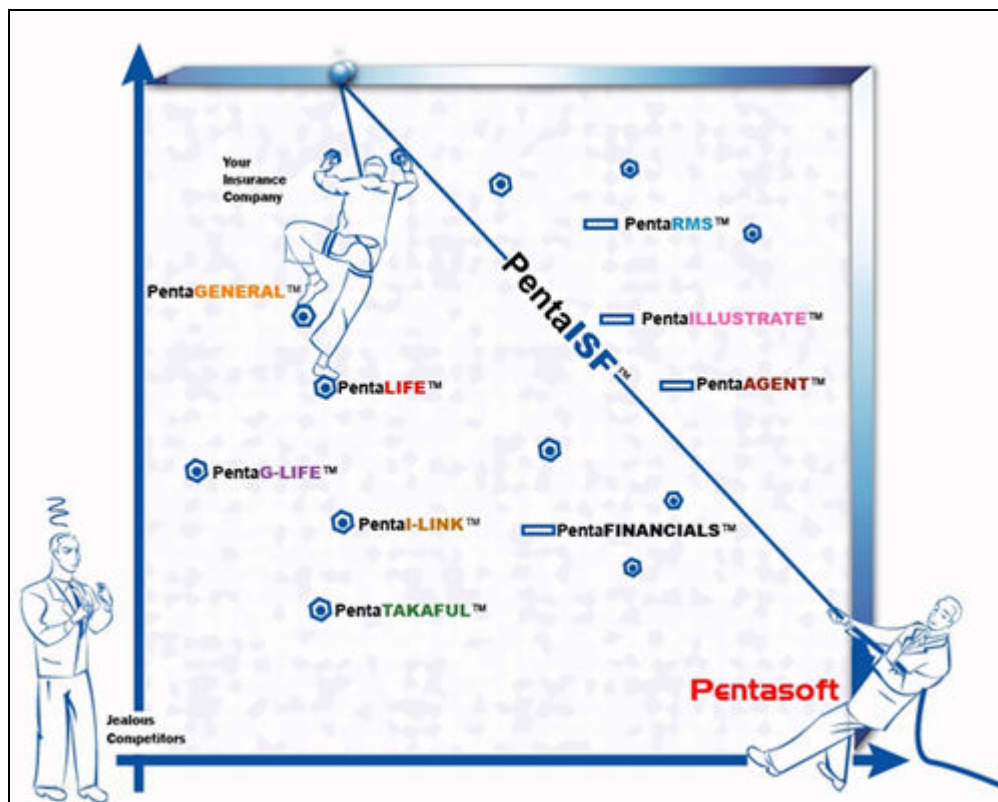 Your
Insurance
Company
PentaRMS™
PentaISF™
PentaGENERAL™
PentaILLUSTRATE™
PentaLIFE™
PentaAGENT™
PentaG-LIFE™
PentaI-LINK™
PentaFINANCIALS™
PentaTAKAFUL™
Pentasoft
Jealous
Competitors